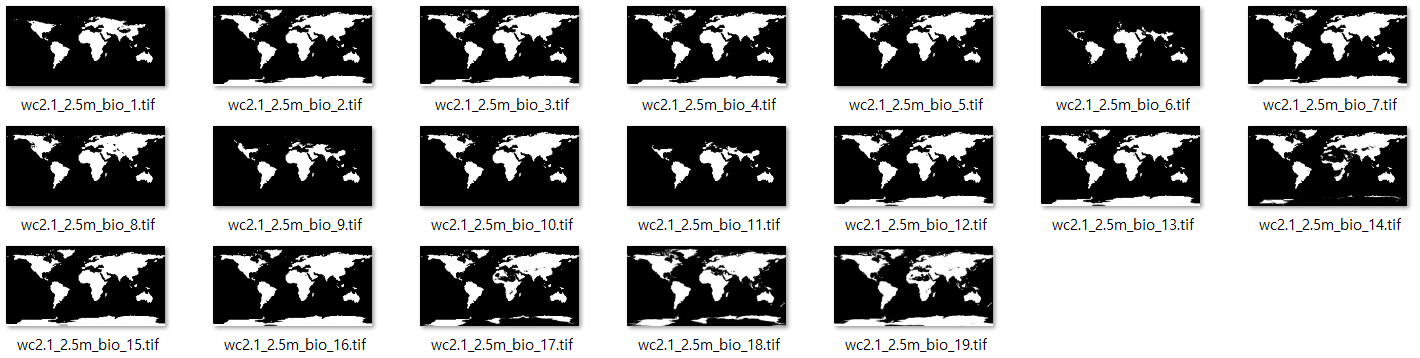 wc2.1_2.5m_bio_1.tif
wc2.1_2.5m_bio_2.tif
wc2.1_2.5m_bio_3.tif
wc2.1_2.5m_bio_4.tif
wc2.1_2.5m_bio_5.tif
wc2.1_2.5m_bio_6.tif
wc2.1_2.5m_bio_7.tif
wc2.1_2.5m_bio_8.tif
wc2.1_2.5m_bio_9.tif
wc2.1_2.5m_bio_10.tif
wc2.1_2.5m_bio_11.tif
wc2.1_2.5m_bio_12.tif
wc2.1_2.5m_bio_13.tif
wc2.1_2.5m_bio_14.tif
wc2.1_2.5m_bio_15.tif
wc2.1_2.5m_bio_16.tif
wc2.1_2.5m_bio_17.tif
wc2.1_2.5m_bio_18.tif
wc2.1_2.5m_bio_19.tif